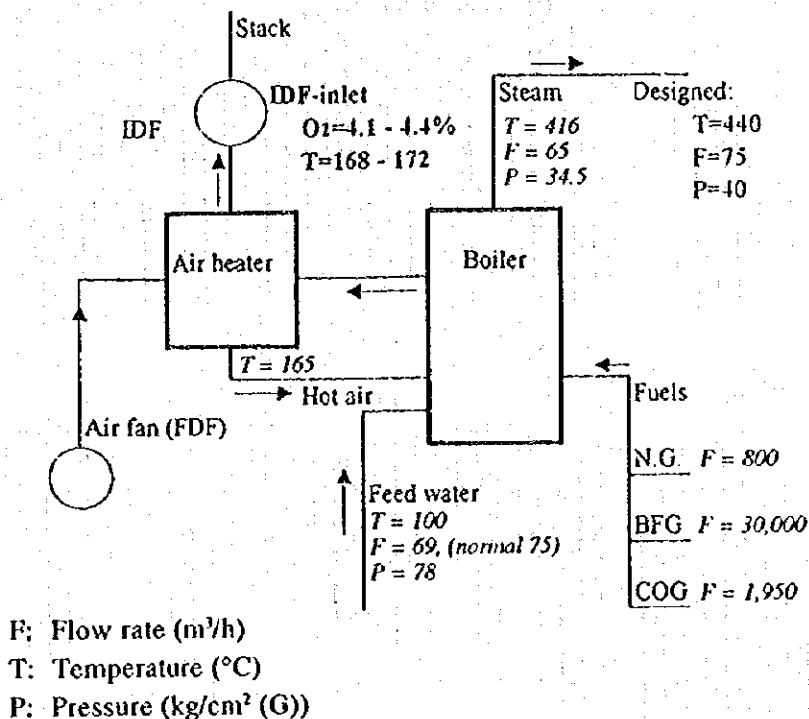 Stack
IDF
IDF-inlet
O2=4.1 - 4.4%
T=168 - 172
Steam
T = 416
F = 65
P = 34.5
Designed:
T=440
F=75
P=40
Air heater
Boiler
T = 165
Hot air
Air fan (FDF)
Feed water
T = 100
F = 69, (normal 75)
P = 78
Fuels
N.G. F = 800
BFG F = 30,000
COG F = 1,950
F: Flow rate (m³/h)
T: Temperature (°C)
P: Pressure (kg/cm² (G))